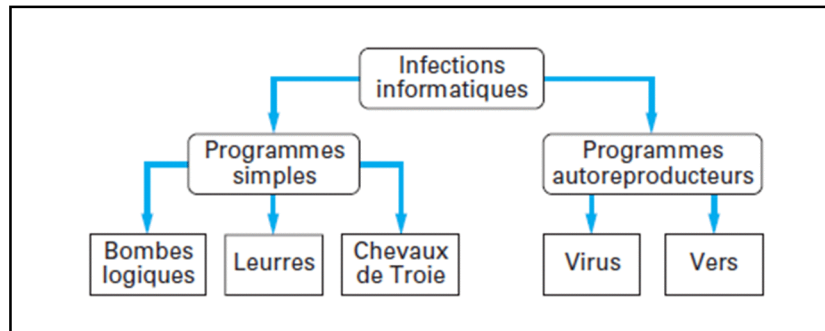 Infections
informatiques
Programmes
simples
Programmes
autoreproducteurs
Bombes
logiques
Leurres
Chevaux
de Troie
Virus
Vers